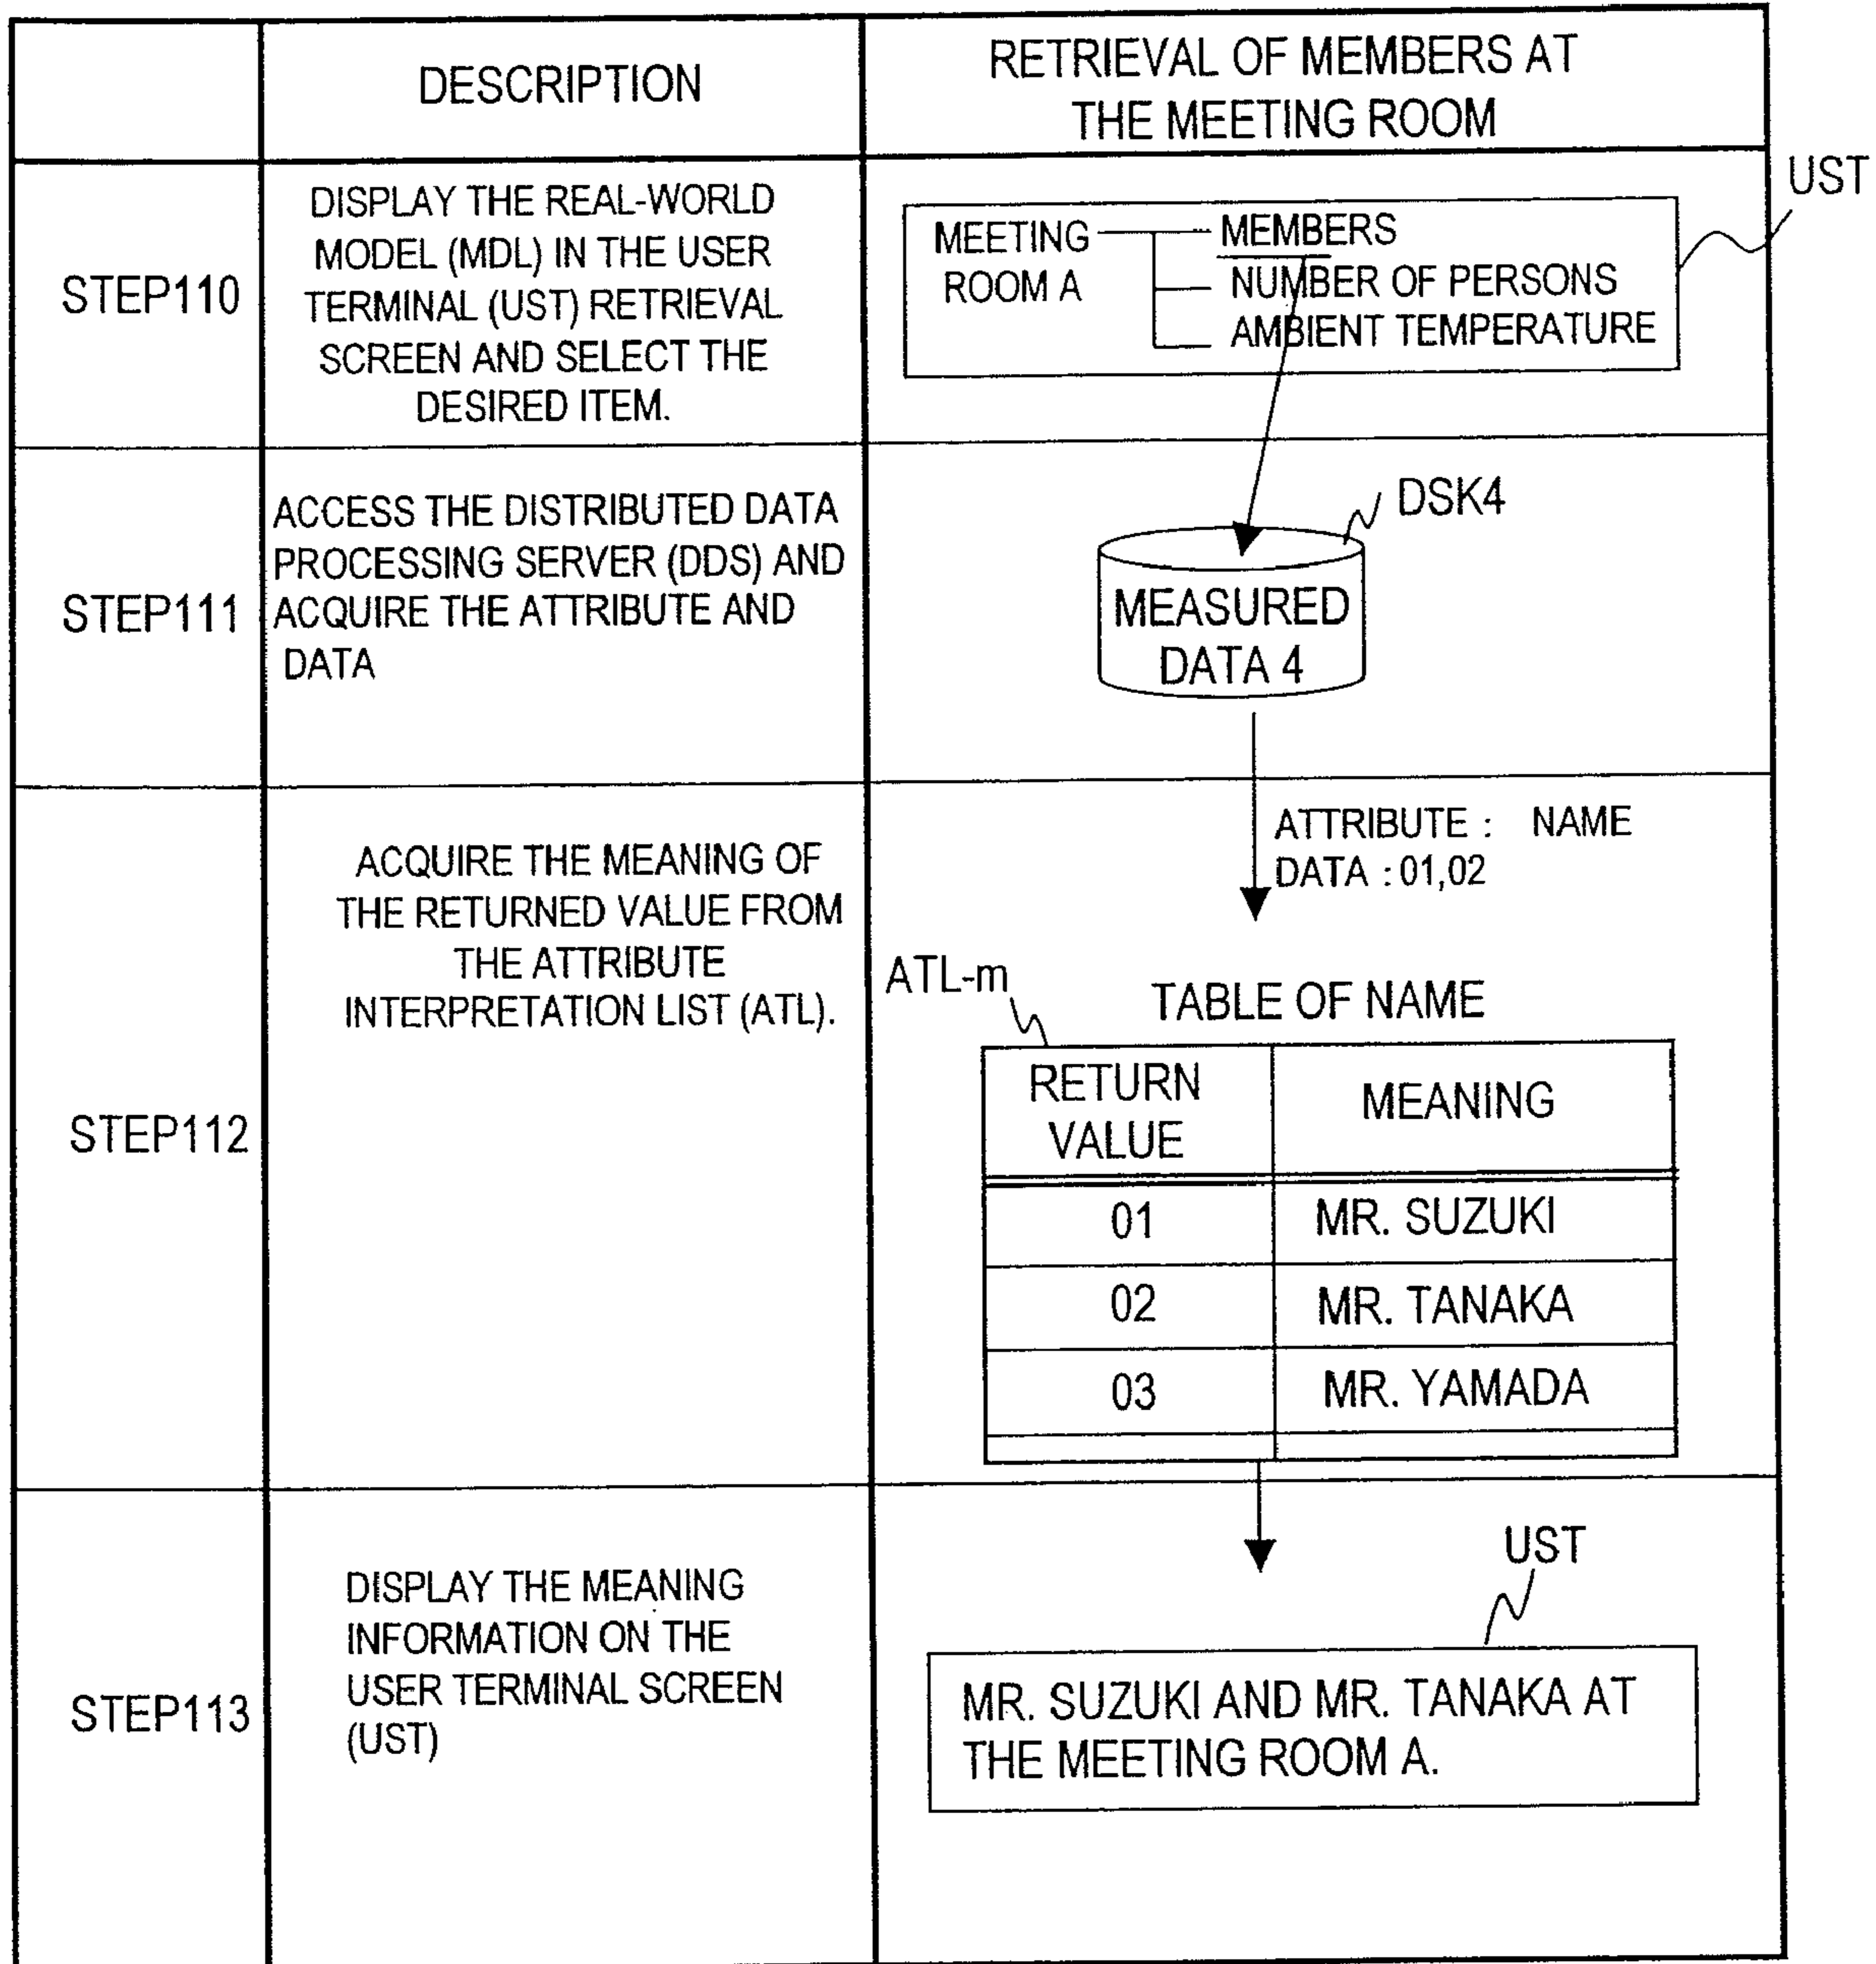 DESCRIPTION
RETRIEVAL OF MEMBERS AT
THE MEETING ROOM
STEP110
DISPLAY THE REAL-WORLD
MODEL (MDL) IN THE USER
TERMINAL (UST) RETRIEVAL
SCREEN AND SELECT THE
DESIRED ITEM.
UST
MEETING
ROOM A
MEMBERS
NUMBER OF PERSONS
AMBIENT TEMPERATURE
STEP111
ACCESS THE DISTRIBUTED DATA
PROCESSING SERVER (DDS) AND
ACQUIRE THE ATTRIBUTE AND
DATA
DSK4
MEASURED
DATA 4
STEP112
ACQUIRE THE MEANING OF
THE RETURNED VALUE FROM
THE ATTRIBUTE
INTERPRETATION LIST (ATL).
ATTRIBUTE : NAME
DATA : 01,02
ATL-m
TABLE OF NAME
RETURN
VALUE
MEANING
01 MR. SUZUKI
02 MR. TANAKA
03 MR. YAMADA
STEP113
DISPLAY THE MEANING
INFORMATION ON THE
USER TERMINAL SCREEN
(UST)
UST
MR. SUZUKI AND MR. TANAKA AT
THE MEETING ROOM A.